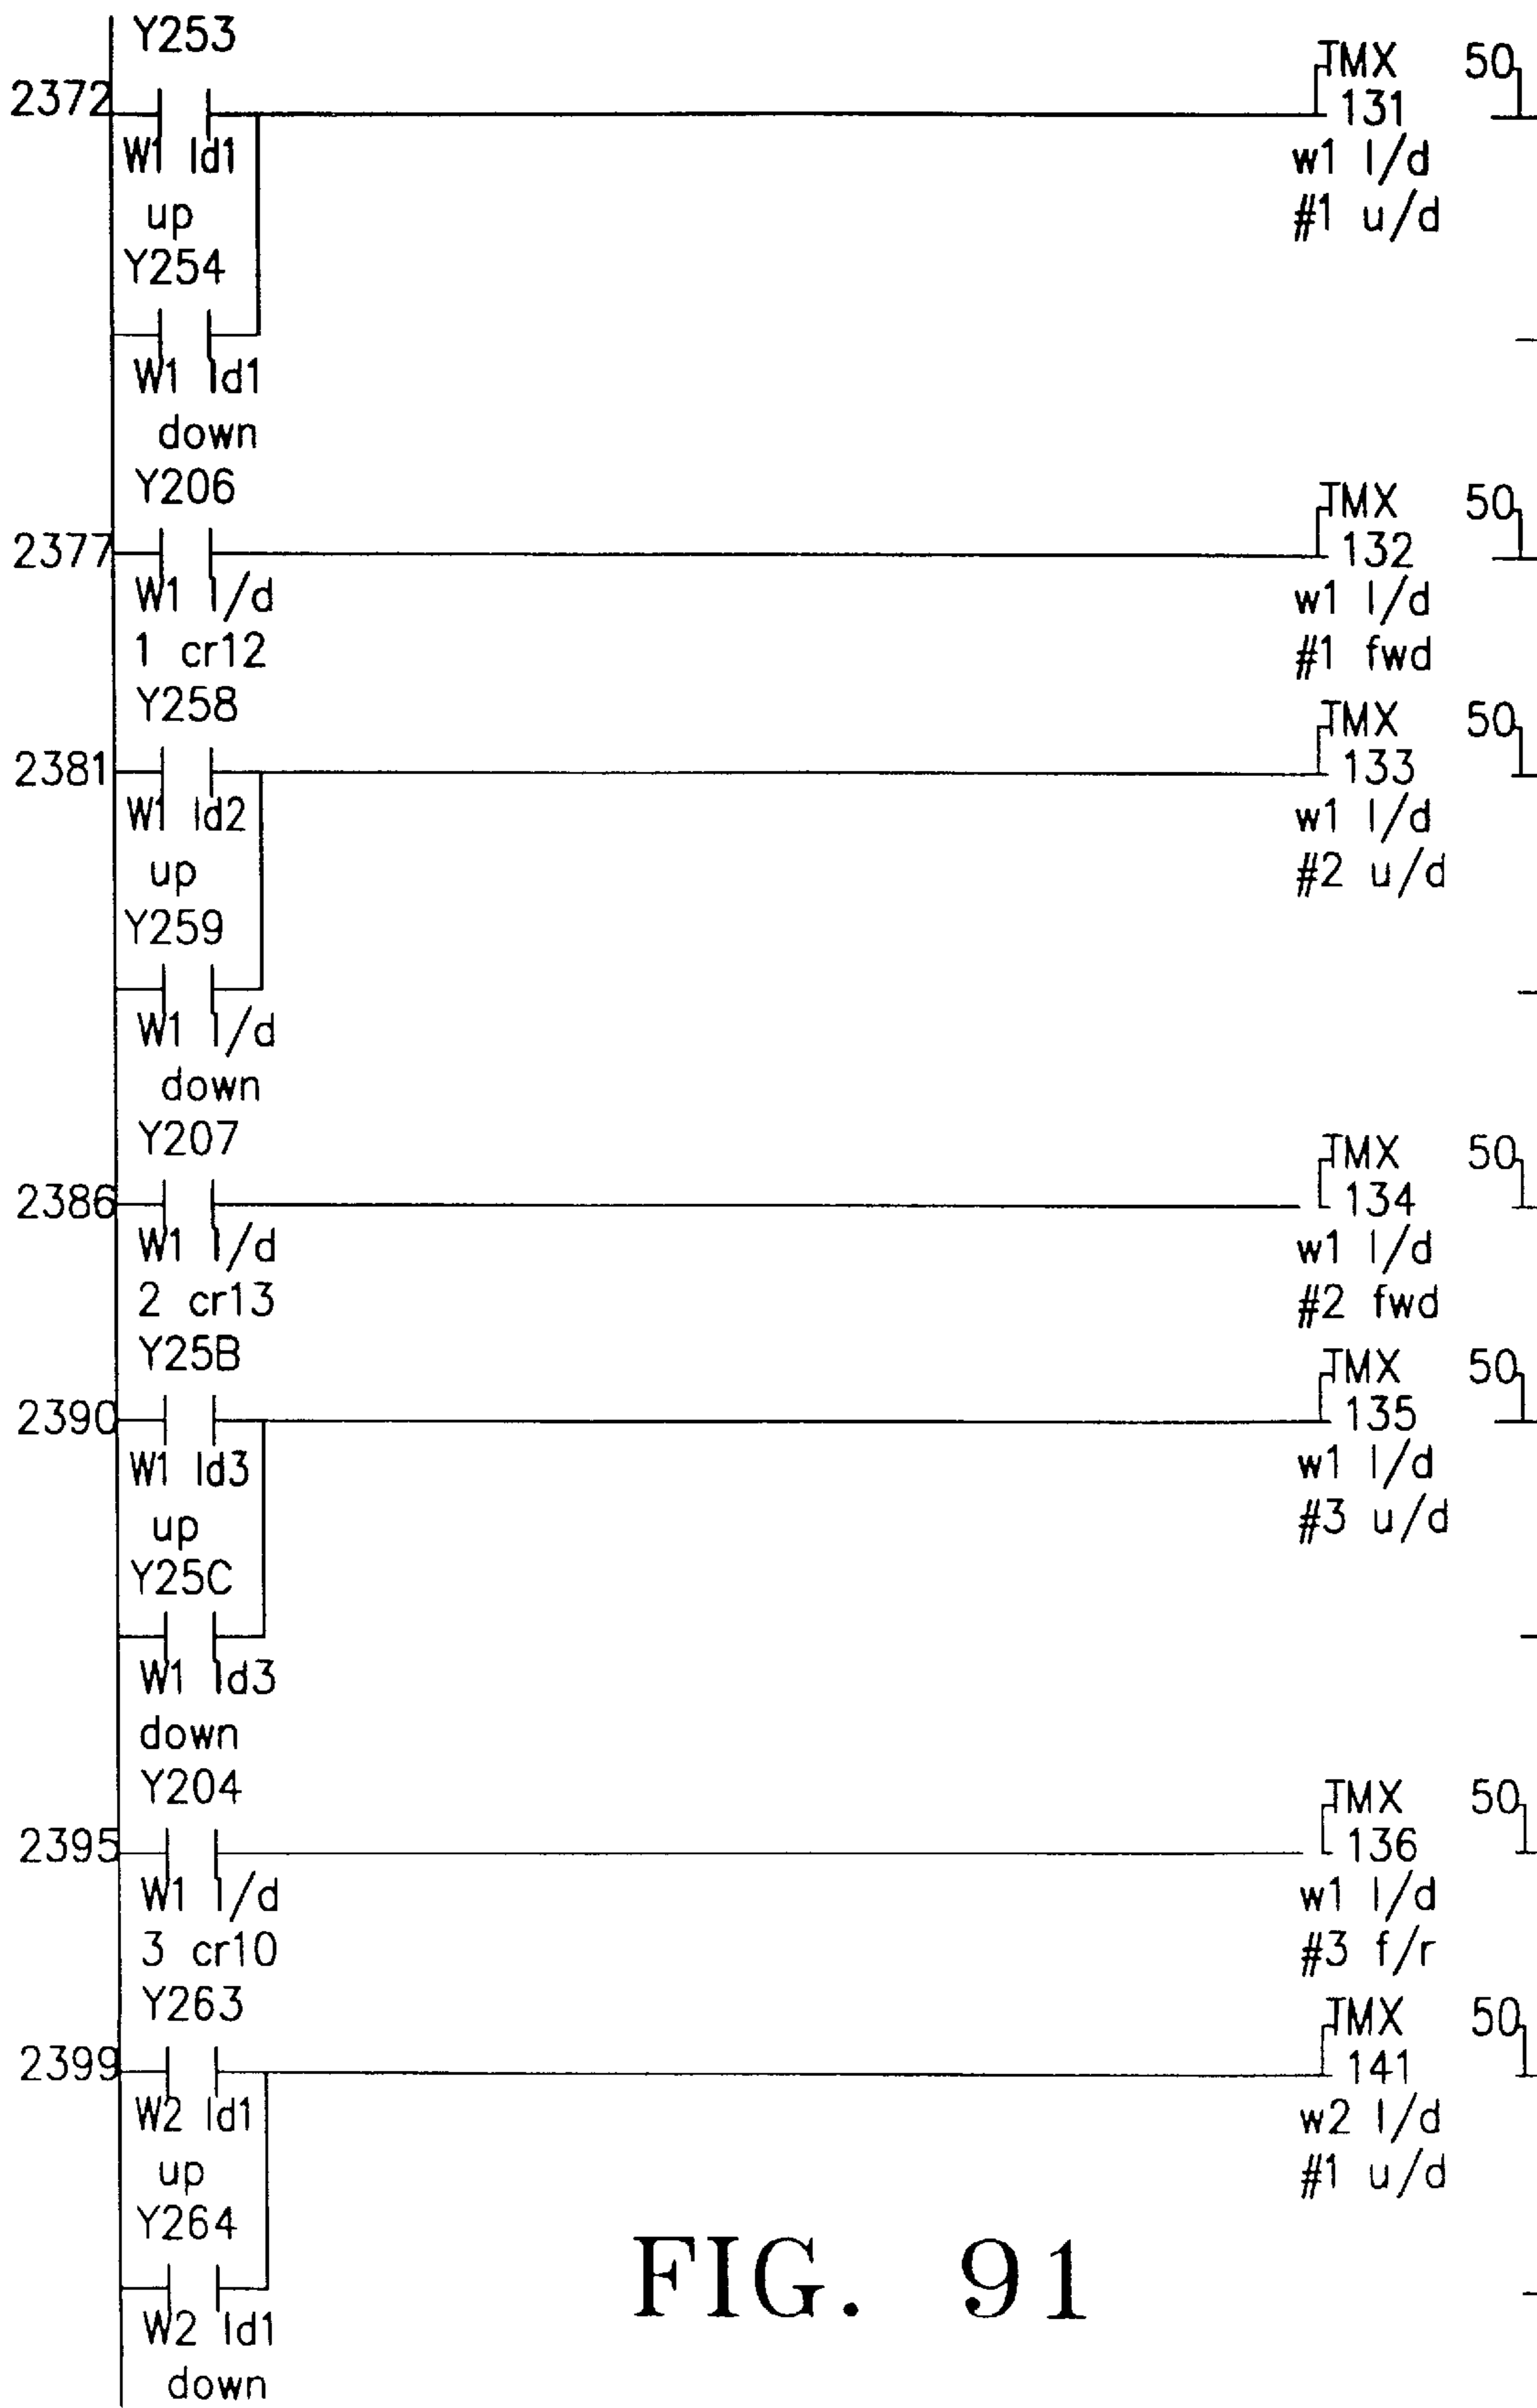 Y253
2372
TMX 50
131
W1 ld1
up
w1 l/d
#1 u/d
Y254
W1 ld1
down
Y206
2377
TMX 50
132
W1 l/d
1 cr12
w1 l/d
#1 fwd
Y258
2381
TMX 50
133
W1 ld2
up
w1 l/d
#2 u/d
Y259
W1 l/d
down
Y207
2386
TMX 50
134
W1 l/d
2 cr13
w1 l/d
#2 fwd
Y25B
2390
TMX 50
135
W1 ld3
up
w1 l/d
#3 u/d
Y25C
W1 ld3
down
Y204
2395
TMX 50
136
W1 l/d
3 cr10
w1 l/d
#3 f/r
Y263
2399
TMX 50
141
W2 ld1
up
w2 l/d
#1 u/d
Y264
W2 ld1
down
FIG. 91